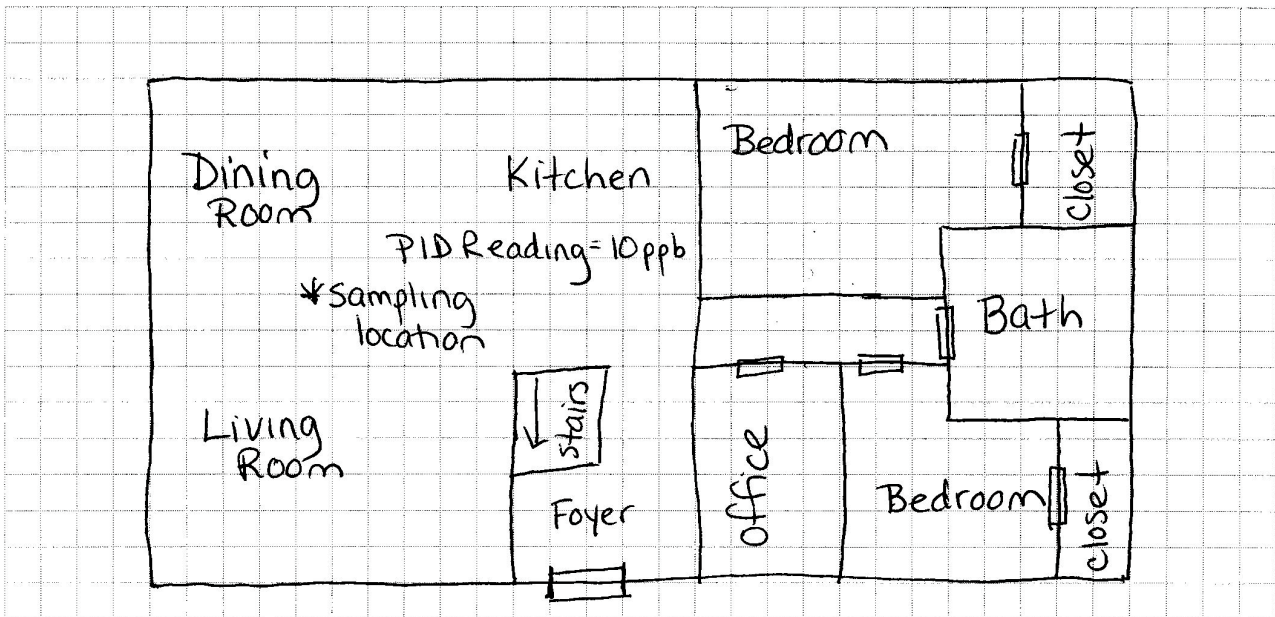 Bedroom
closet
Dining
Room
Kitchen
PID Reading=10ppb
*Sampling
location
Bath
stairs
Living
Room
office
Foyer
Bedroom
closet